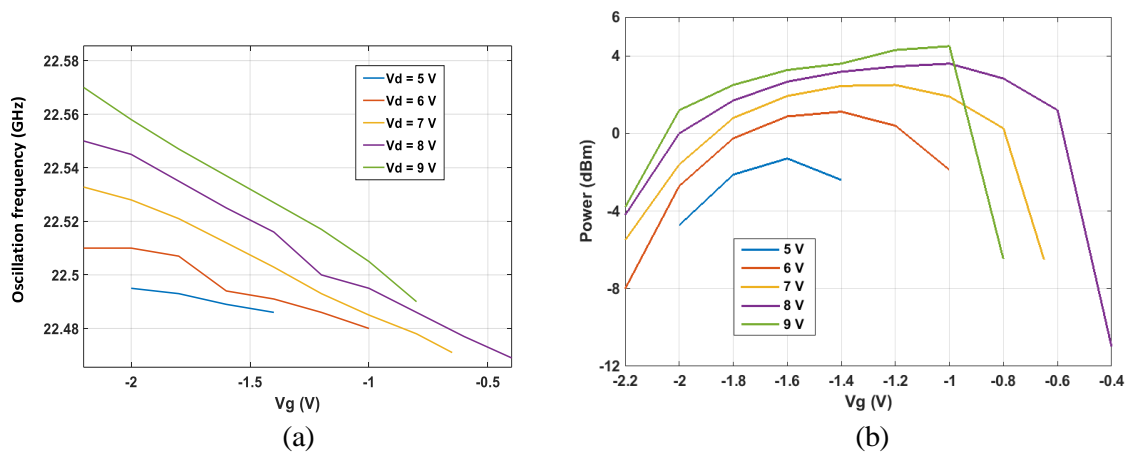 22.58
22.56
22.54
22.52
22.5
22.48
Oscillation frequency (GHz)
-2
-1.5
-1
-0.5
Vg (V)
Vd = 5 V
Vd = 6 V
Vd = 7 V
Vd = 8 V
Vd = 9 V
(a)
6
4
0
-4
-8
-12
Power (dBm)
-2.2
-2
-1.8
-1.6
-1.4
-1.2
-1
-0.8
-0.6
-0.4
Vg (V)
5 V
6 V
7 V
8 V
9 V
(b)